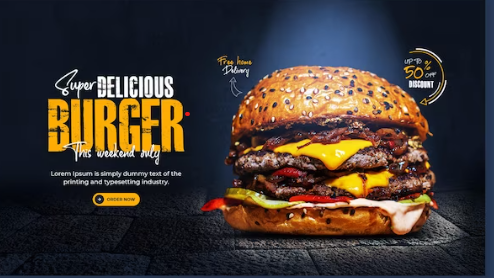 Super DELICIOUS
BURGER
This weekend only
Lorem Ipsum is simply dummy text of the
printing and typesetting industry.
ORDER NOW
Free home
Delivery
UP TO
50% OFF
DISCOUNT